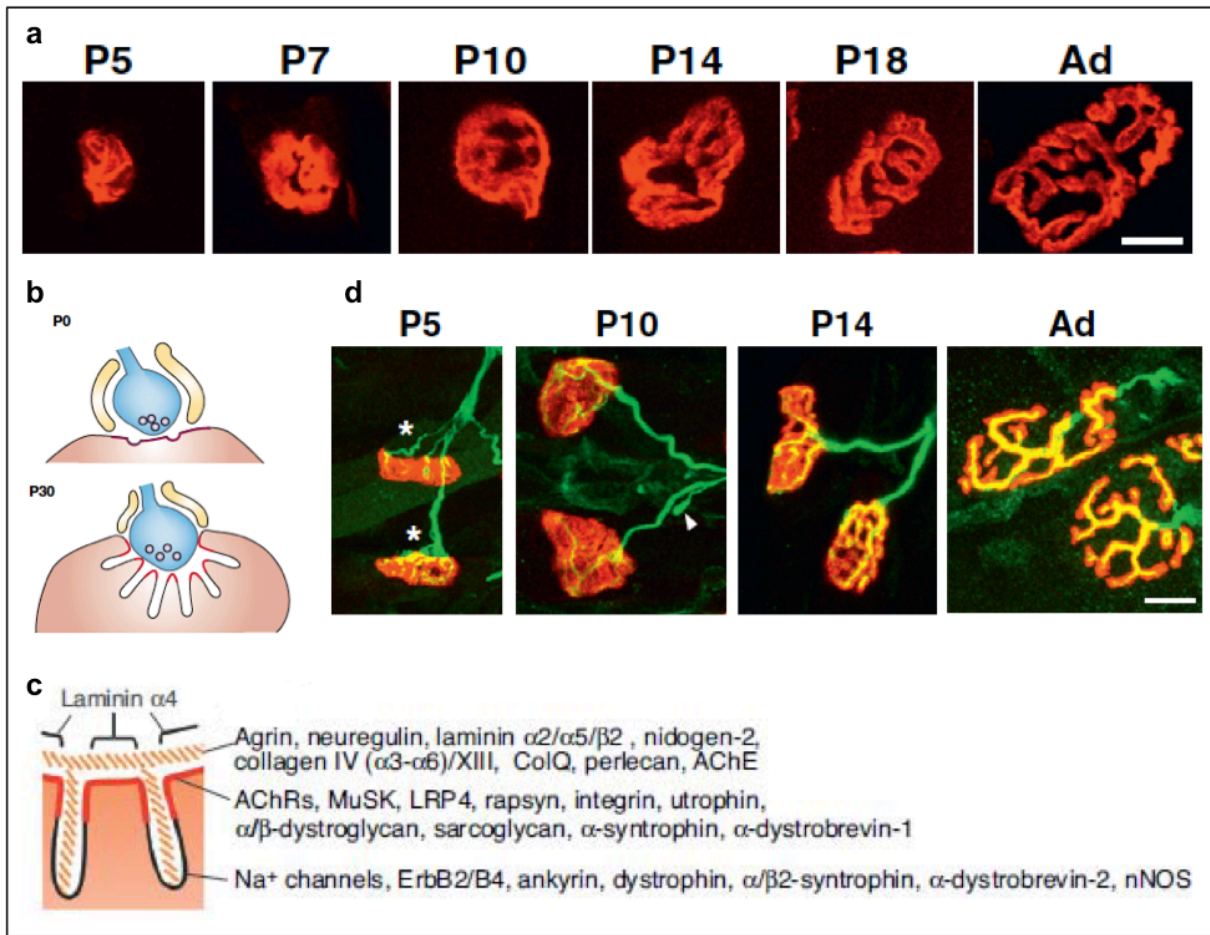 a
P5 P7 P10 P14 P18 Ad
b
P0
P30
d
P5 P10 P14 Ad
*
*
c
Laminin α4
Agrin, neuregulin, laminin α2/α5/β2 , nidogen-2,
collagen IV (α3-α6)/XIII, ColQ, perlecan, AChE
AChRs, MuSK, LRP4, rapsyn, integrin, utrophin,
α/β-dystroglycan, sarcoglycan, α-syntrophin, α-dystrobrevin-1
Na⁺ channels, ErbB2/B4, ankyrin, dystrophin, α/β2-syntrophin, α-dystrobrevin-2, nNOS